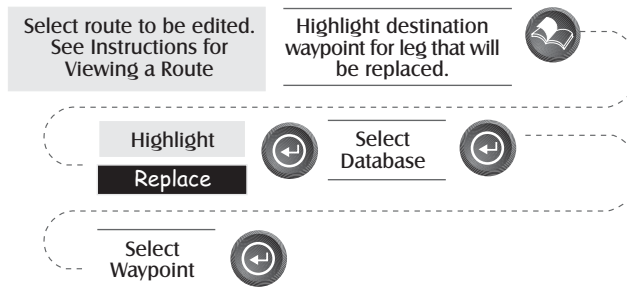 Select route to be edited.
See Instructions for
Viewing a Route
Highlight destination
waypoint for leg that will
be replaced.
Highlight
Replace
Select
Database
Select
Waypoint